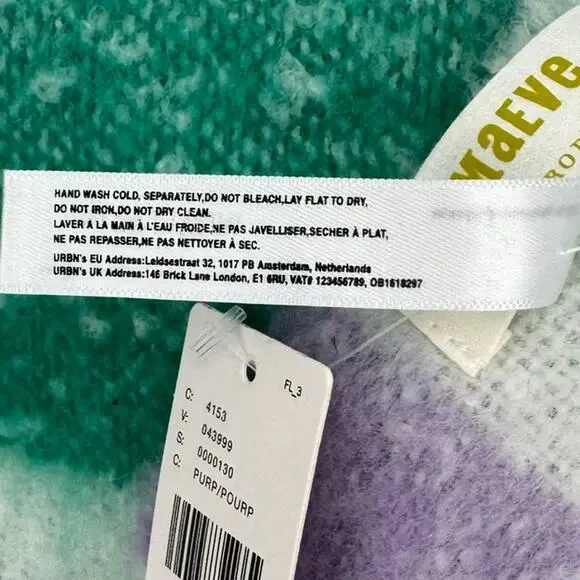 MAEVE
HAND WASH COLD, SEPARATELY,DO NOT BLEACH,LAY FLAT TO DRY,
DO NOT IRON,DO NOT DRY CLEAN.
LAVER A LA MAIN À L'EAU FROIDE,NE PAS JAVELLISER,SECHER A PLAT,
NE PAS REPASSER,NE PAS NETTOYER À SEC.
URBN's EU Address:Leidsestraat 32, 1017 PB Amsterdam, Netherlands
URBN's UK Address:146 Brick Lane London, E1 6RU, VAT# 123456789, OB1618297
FL_3
C: 4153
V: 043999
S: 0000130
C: PURP/POURP